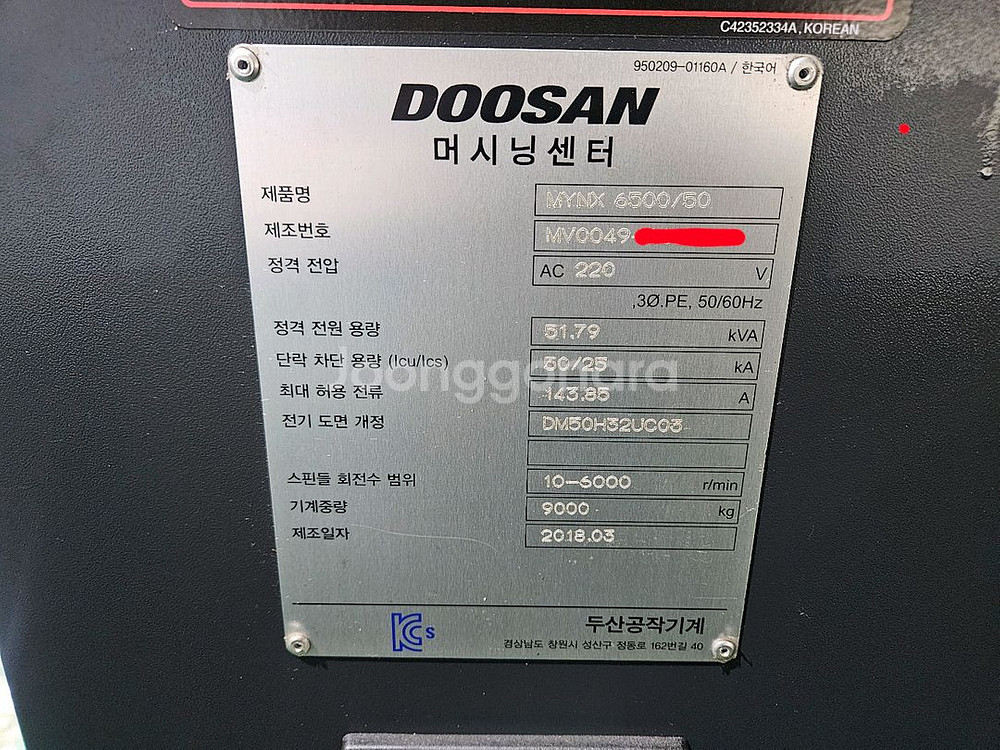 C42352334A, KOREAN
950209-01160A / 한국어
DOOSAN
머시닝센터
제품명 MYNX 6500/50
제조번호 MV0049
정격 전압 AC 220 V
,3Ø.PE, 50/60Hz
정격 전원 용량 51.79 kVA
단락 차단 용량 (Icu/Ics) 50/25 kA
최대 허용 전류 143.85 A
전기 도면 개정 DM50H32UC03
스핀들 회전수 범위 10-6000 r/min
기계중량 9000 kg
제조일자 2018.03
KCs 두산공작기계
경상남도 창원시 성산구 정동로 162번길 40
joonggonara